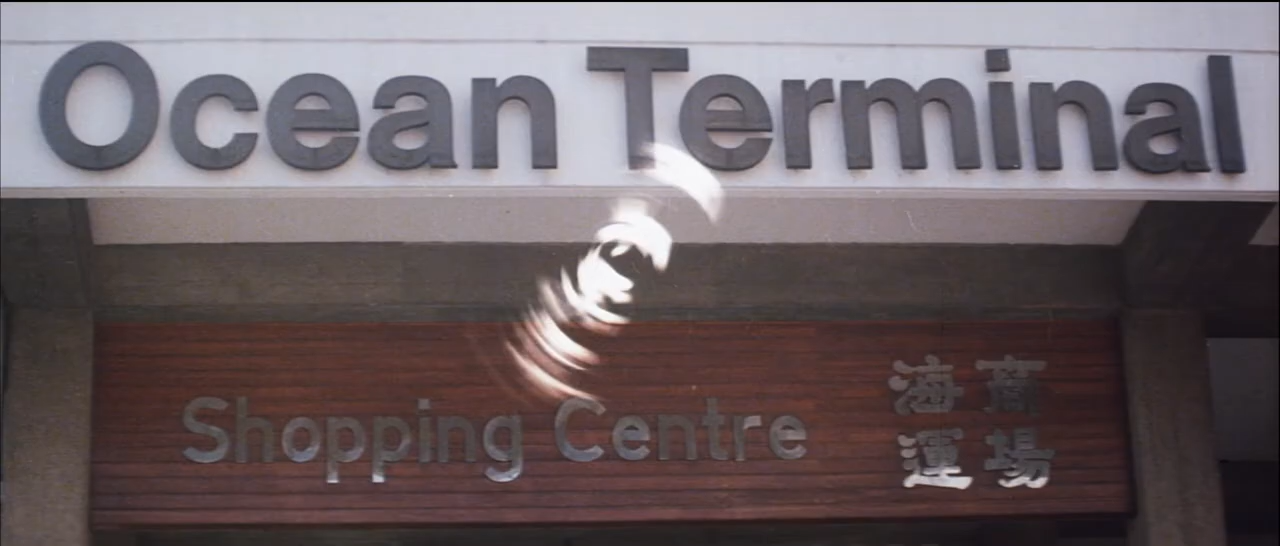 Ocean Terminal
Shopping Centre
海商
運場